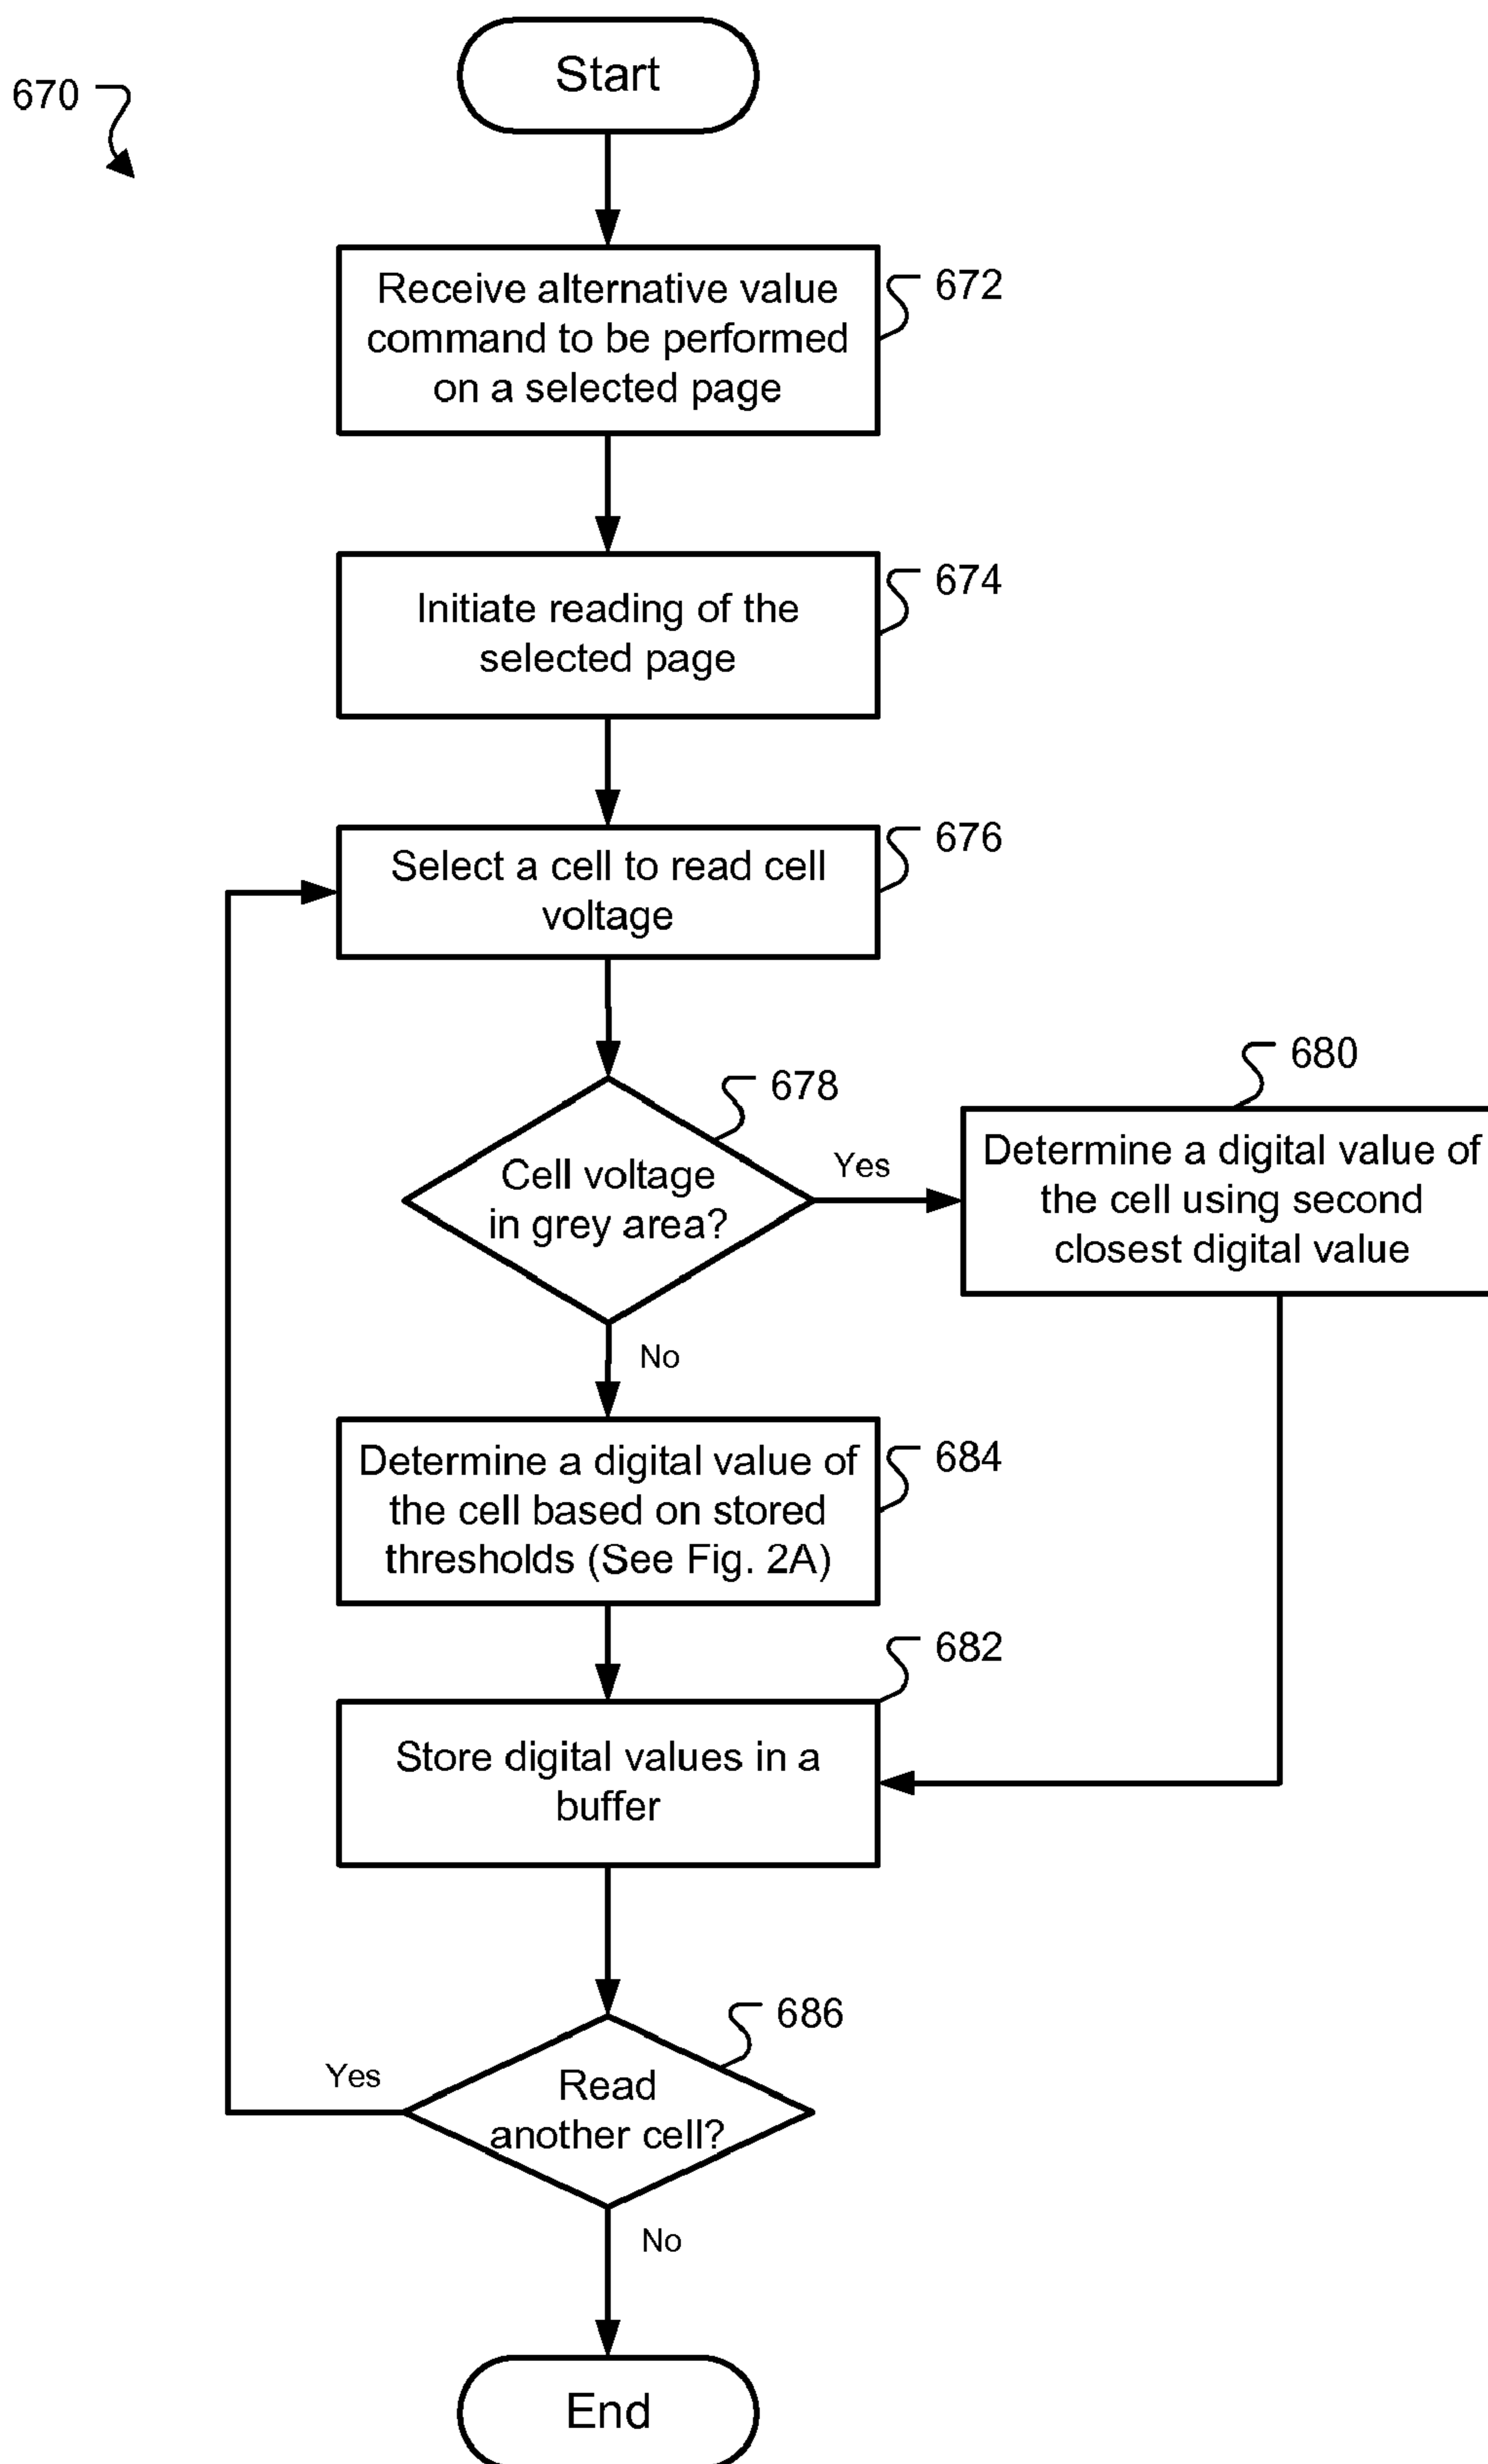 Start
670
Receive alternative value
command to be performed
on a selected page
672
Initiate reading of the
selected page
674
Select a cell to read cell
voltage
676
Cell voltage
in grey area?
678
Yes
Determine a digital value of
the cell using second
closest digital value
680
No
Determine a digital value of
the cell based on stored
thresholds (See Fig. 2A)
684
Store digital values in a
buffer
682
Read
another cell?
686
Yes
No
End